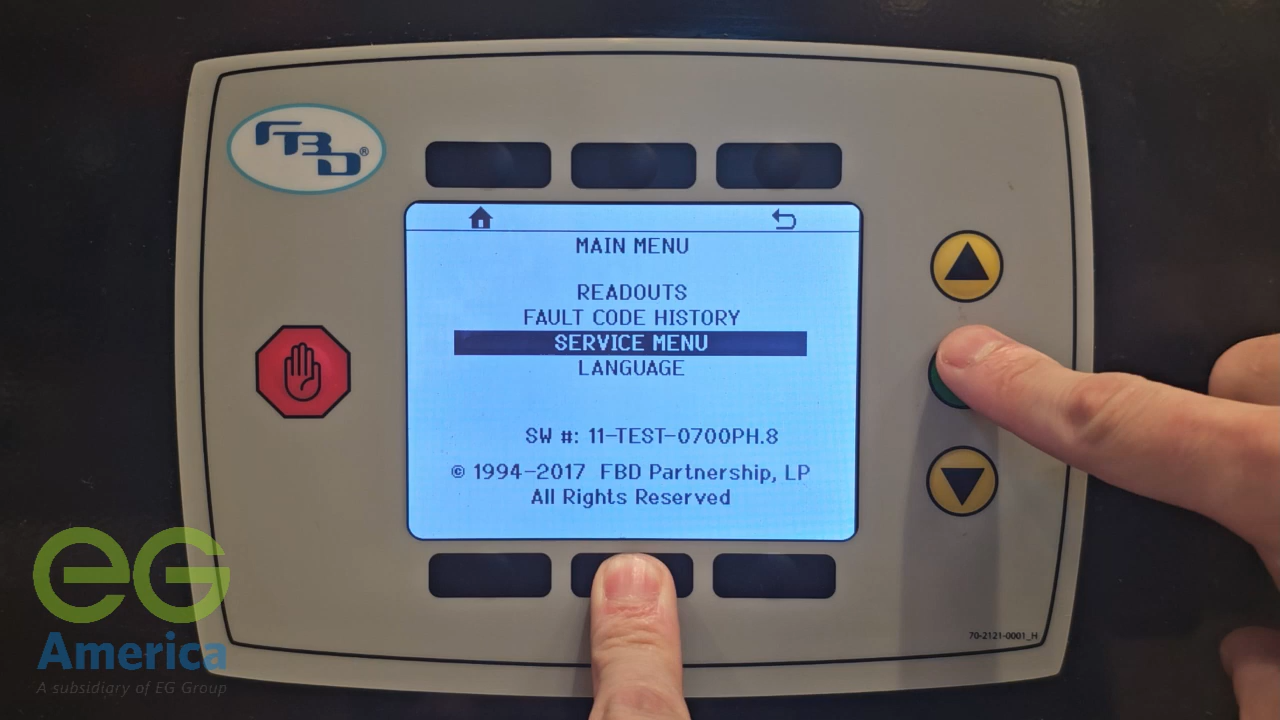 FBD®
MAIN MENU
READOUTS
FAULT CODE HISTORY
SERVICE MENU
LANGUAGE
SW #: 11-TEST-0700PH.8
© 1994-2017 FBD Partnership, LP
All Rights Reserved
70-2121-0001_H
eG
America
A subsidiary of EG Group